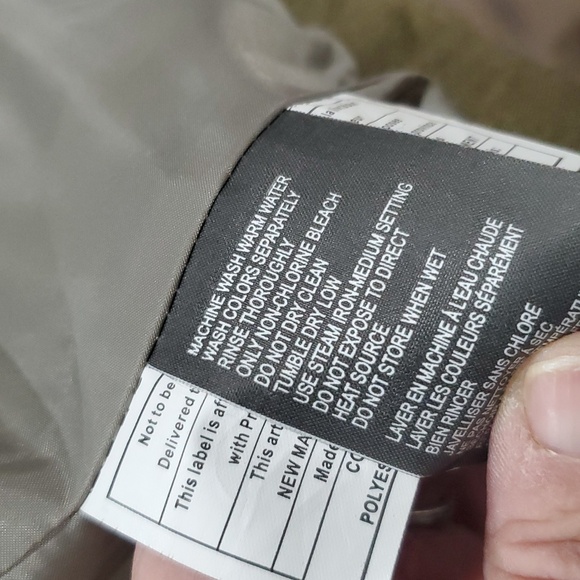 MACHINE WASH WARM WATER
WASH COLORS SEPARATELY
RINSE THOROUGHLY
ONLY NON-CHLORINE BLEACH
DO NOT DRY CLEAN
TUMBLE DRY LOW
USE STEAM IRON-MEDIUM SETTING
DO NOT EXPOSE TO DIRECT
HEAT SOURCE
DO NOT STORE WHEN WET
LAVER EN MACHINE À L'EAU CHAUDE
LAVER LES COULEURS SÉPARÉMENT
BIEN RINCER
JAVELLISER SANS CHLORE
Not to be
Delivered t
This label is af
with Pr
This art
NEW MA
Made
Co
POLYES